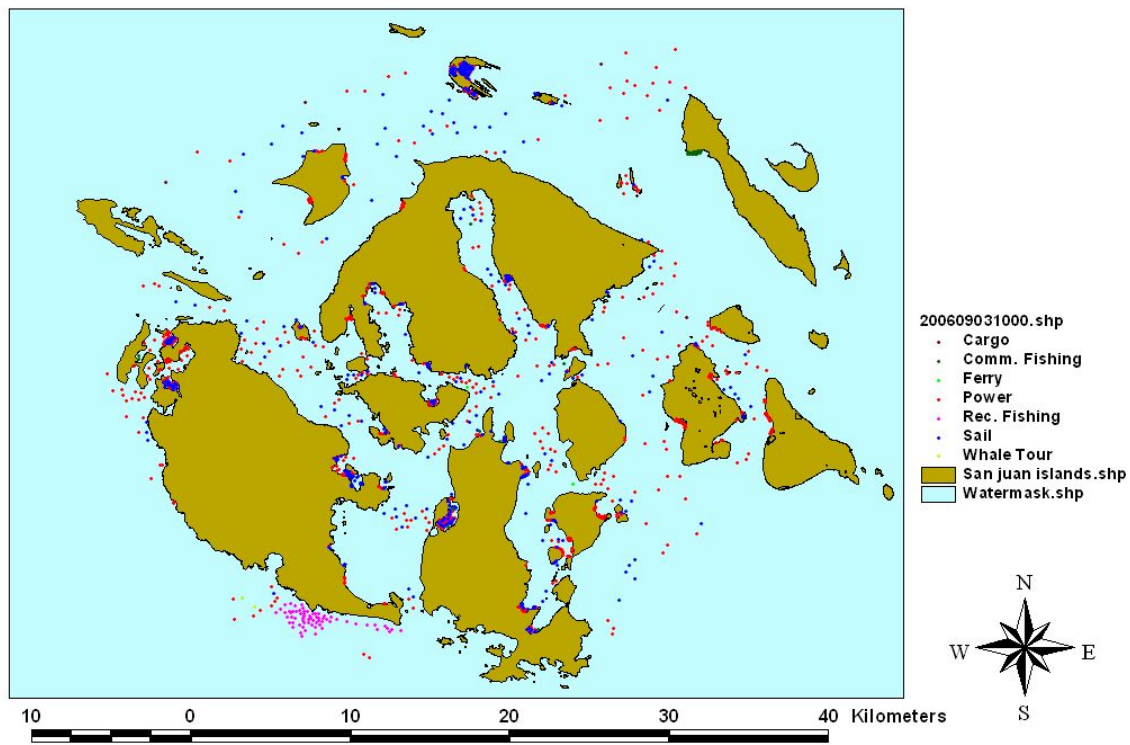 200609031000.shp
Cargo
Comm. Fishing
Ferry
Power
Rec. Fishing
Sail
Whale Tour
San juan islands.shp
Watermask.shp
N
W E
S
10 0 10 20 30 40 Kilometers